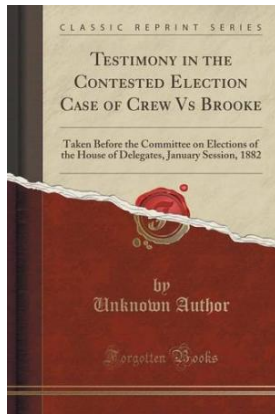 CLASSIC REPRINT SERIES
TESTIMONY IN THE
CONTESTED ELECTION
CASE OF CREW VS BROOKE
Taken Before the Committee on Elections of
the House of Delegates, January Session, 1882
by
Unknown Author
Forgotten Books